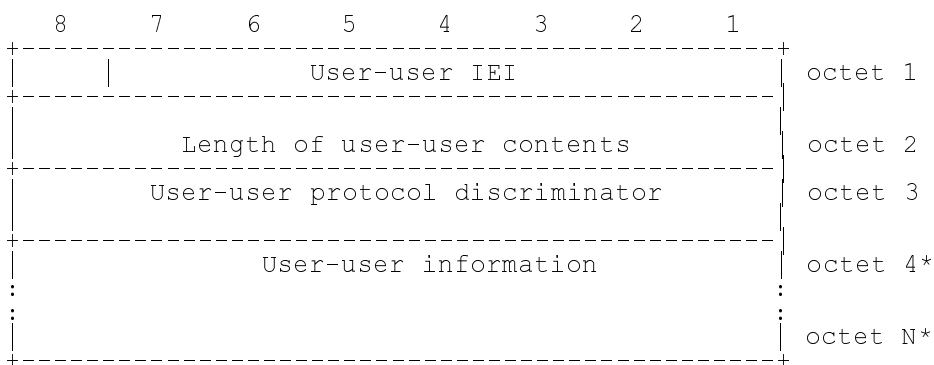 8 7 6 5 4 3 2 1
User-user IEI octet 1
Length of user-user contents octet 2
User-user protocol discriminator octet 3
User-user information octet 4*
: :
: :
octet N*